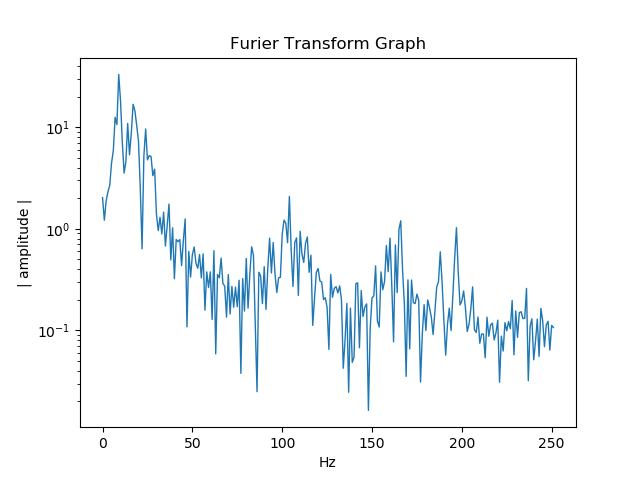 Furier Transform Graph
| amplitude |
10¹
10⁰
10⁻¹
0 50 100 150 200 250
Hz